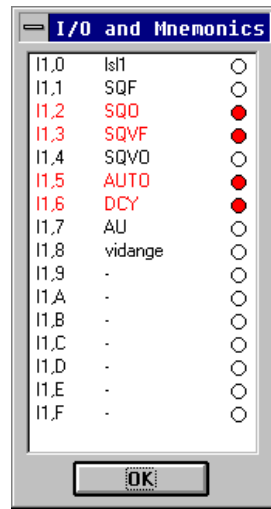 I/O and Mnemonics
I1,0 lsl1
I1,1 SQF
I1,2 SQO
I1,3 SQVF
I1,4 SQVO
I1,5 AUTO
I1,6 DCY
I1,7 AU
I1,8 vidange
I1,9 -
I1,A -
I1,B -
I1,C -
I1,D -
I1,E -
I1,F -
OK